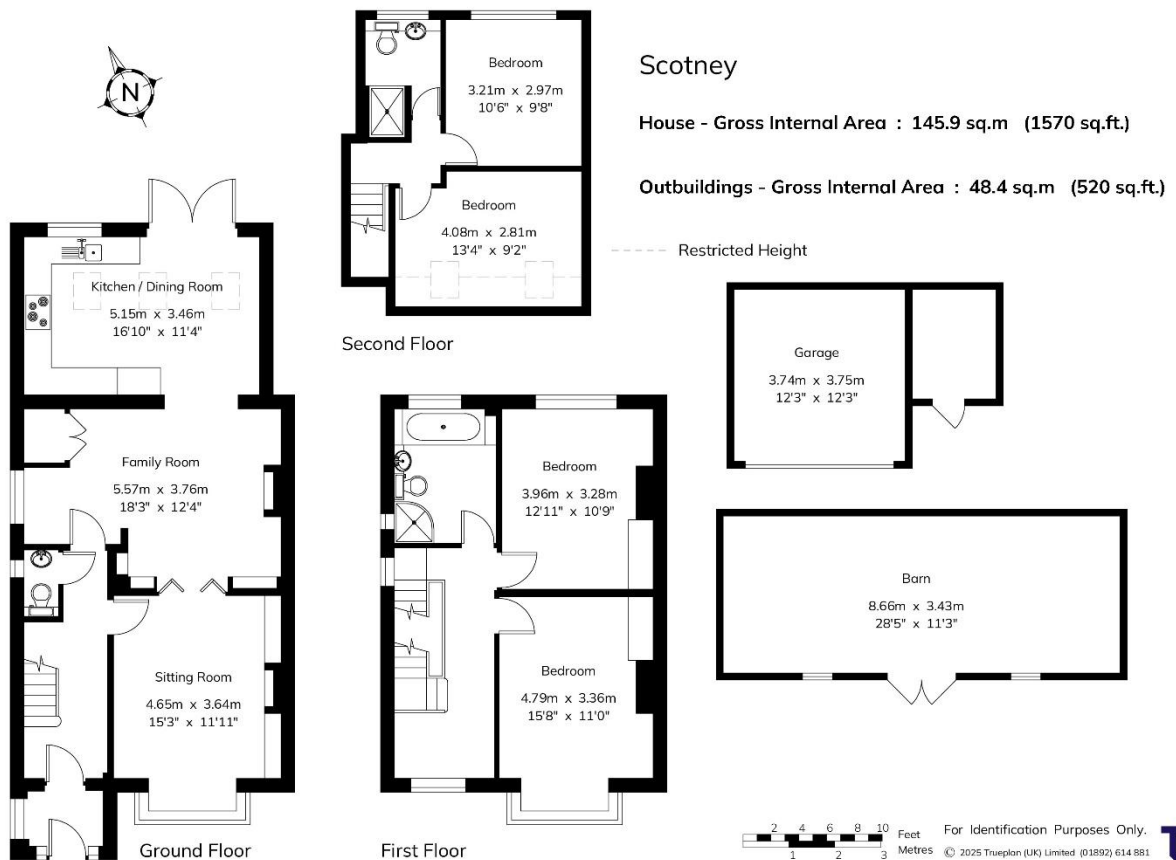 N
Bedroom
3.21m x 2.97m
10'6" x 9'8"
Bedroom
4.08m x 2.81m
13'4" x 9'2"
Second Floor
Scotney
House - Gross Internal Area : 145.9 sq.m (1570 sq.ft.)
Outbuildings - Gross Internal Area : 48.4 sq.m (520 sq.ft.)
Restricted Height
Kitchen / Dining Room
5.15m x 3.46m
16'10" x 11'4"
Family Room
5.57m x 3.76m
18'3" x 12'4"
Sitting Room
4.65m x 3.64m
15'3" x 11'11"
Ground Floor
Bedroom
3.96m x 3.28m
12'11" x 10'9"
Bedroom
4.79m x 3.36m
15'8" x 11'0"
First Floor
Garage
3.74m x 3.75m
12'3" x 12'3"
Barn
8.66m x 3.43m
28'5" x 11'3"
2 4 6 8 10 Feet
1 2 3 Metres
For Identification Purposes Only.
© 2025 Trueplan (UK) Limited (01892) 614 881